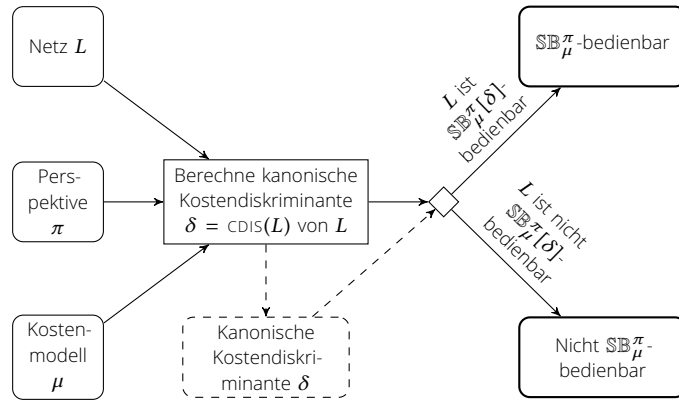 Netz L
Pers-
pektive
π
Kosten-
modell
μ
Berechne kanonische
Kostendiskriminante
δ = CDIS(L) von L
Kanonische
Kostendiskri-
minante δ
L ist
𝕊𝔹^π_μ[δ]-
bedienbar
L ist nicht
𝕊𝔹^π_μ[δ]-
bedienbar
𝕊𝔹^π_μ-bedienbar
Nicht 𝕊𝔹^π_μ-
bedienbar